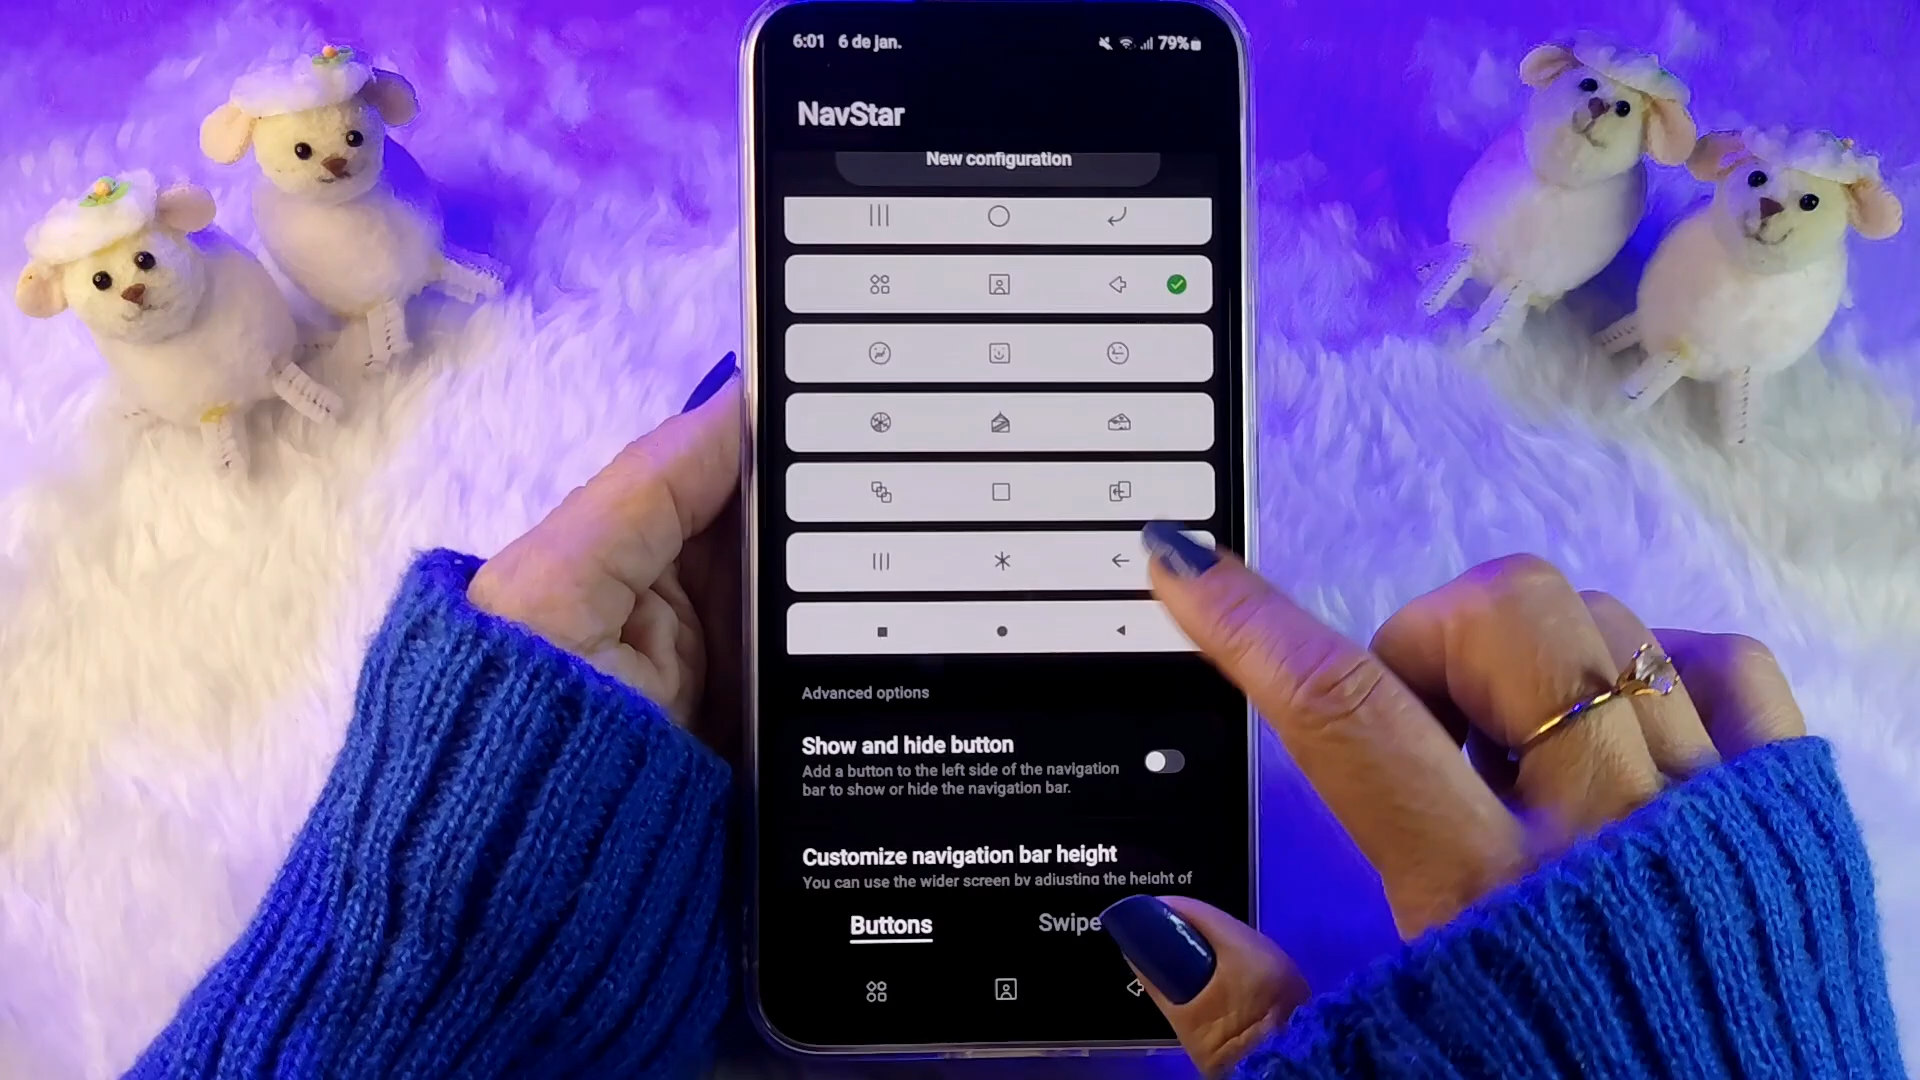 6:01 6 de jan. 79%
NavStar
New configuration
Advanced options
Show and hide button
Add a button to the left side of the navigation
bar to show or hide the navigation bar.
Customize navigation bar height
You can use the wider screen by adjusting the height of
Buttons Swipe